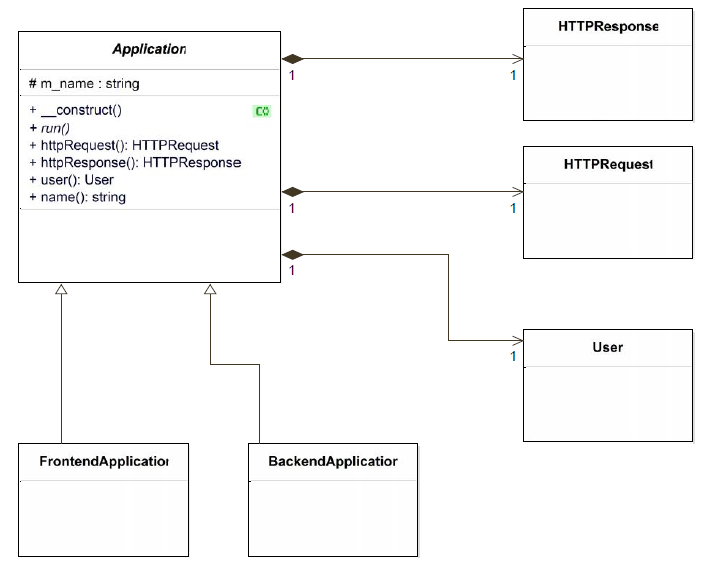 Application
# m_name : string
+ __construct()
+ run()
+ httpRequest(): HTTPRequest
+ httpResponse(): HTTPResponse
+ user(): User
+ name(): string
HTTPResponse
1
1
HTTPRequest
1
1
1
User
1
FrontendApplication
BackendApplication